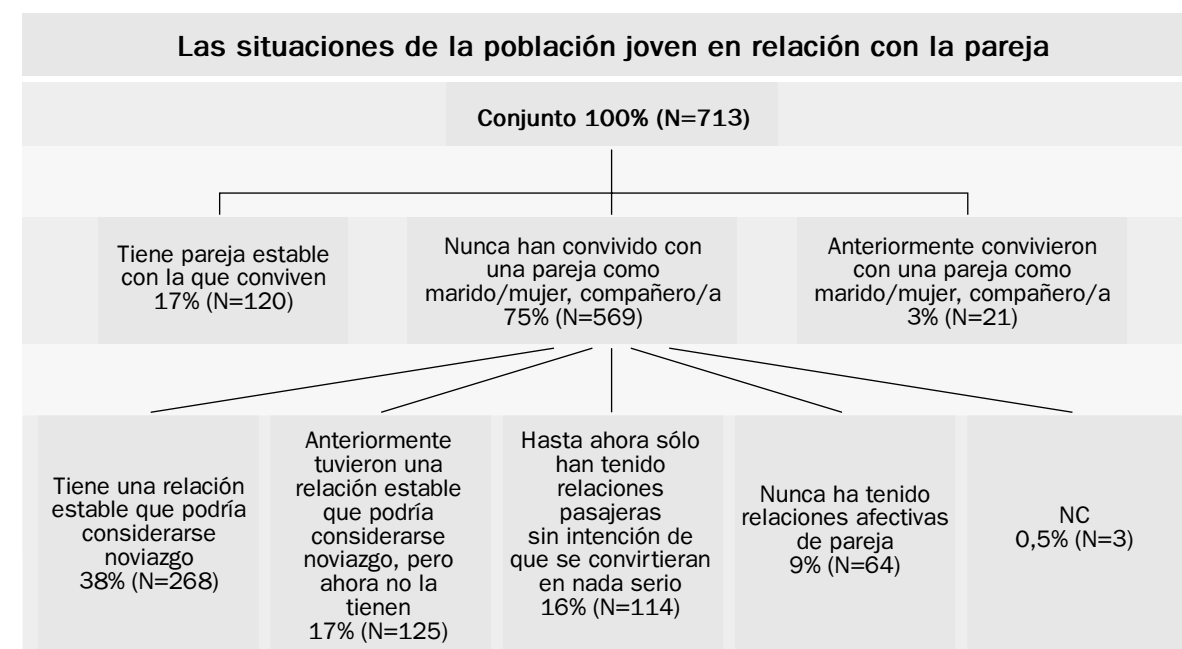 Las situaciones de la población joven en relación con la pareja
Conjunto 100% (N=713)
Tiene pareja estable
con la que conviven
17% (N=120)
Nunca han convivido con
una pareja como
marido/mujer, compañero/a
75% (N=569)
Anteriormente convivieron
con una pareja como
marido/mujer, compañero/a
3% (N=21)
Tiene una relación
estable que podría
considerarse
noviazgo
38% (N=268)
Anteriormente
tuvieron una
relación estable
que podría
considerarse
noviazgo, pero
ahora no la
tienen
17% (N=125)
Hasta ahora sólo
han tenido
relaciones
pasajeras
sin intención de
que se convirtieran
en nada serio
16% (N=114)
Nunca ha tenido
relaciones afectivas
de pareja
9% (N=64)
NC
0,5% (N=3)